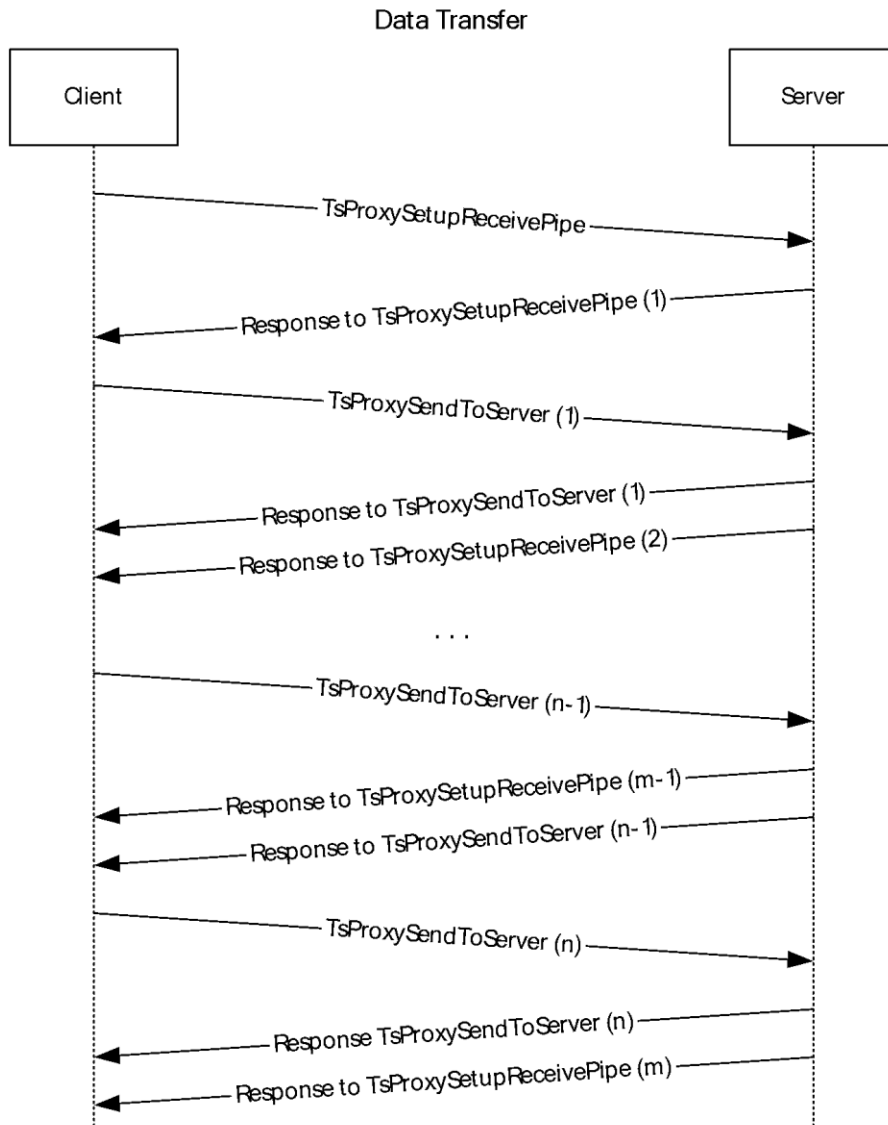 Data Transfer
Client
Server
TsProxySetupReceivePipe
Response to TsProxySetupReceivePipe (1)
TsProxySendToServer (1)
Response to TsProxySendToServer (1)
Response to TsProxySetupReceivePipe (2)
. . .
TsProxySendToServer (n-1)
Response to TsProxySetupReceivePipe (m-1)
Response to TsProxySendToServer (n-1)
TsProxySendToServer (n)
Response TsProxySendToServer (n)
Response to TsProxySetupReceivePipe (m)